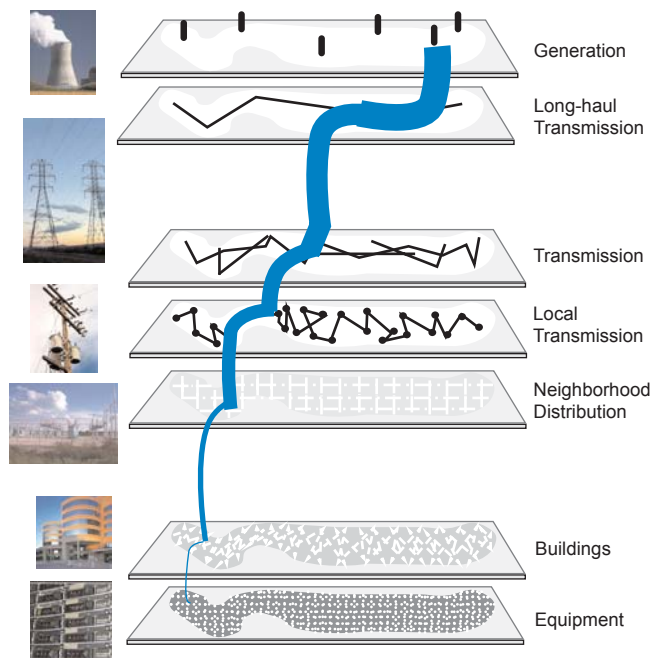 Generation
Long-haul
Transmission
Transmission
Local
Transmission
Neighborhood
Distribution
Buildings
Equipment